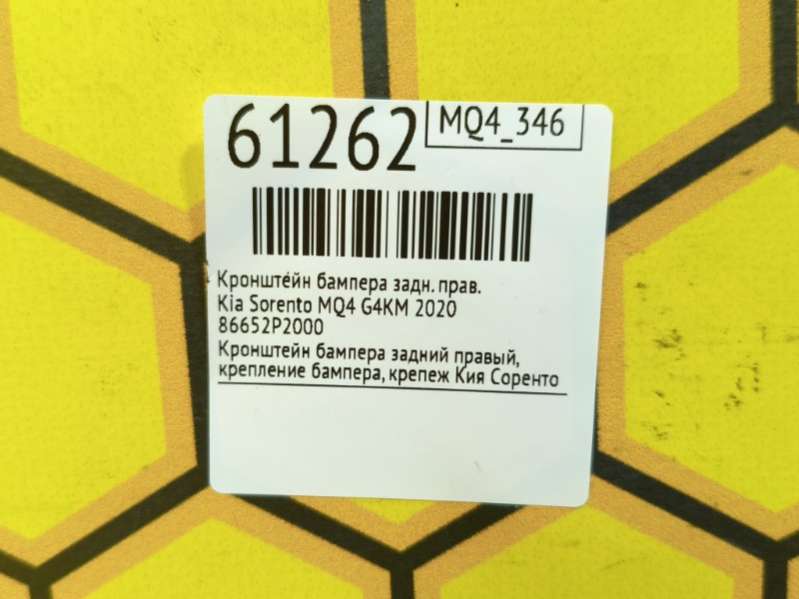 61262
MQ4_346
Кронштейн бампера задн. прав.
Kia Sorento MQ4 G4KM 2020
86652P2000
Кронштейн бампера задний правый,
крепление бампера, крепеж Кия Соренто